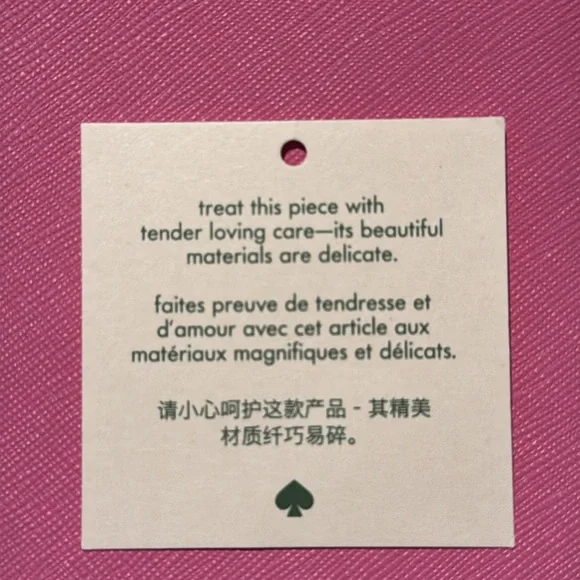 treat this piece with
tender loving care—its beautiful
materials are delicate.
faites preuve de tendresse et
d'amour avec cet article aux
matériaux magnifiques et délicats.
请小心呵护这款产品 - 其精美
材质纤巧易碎。